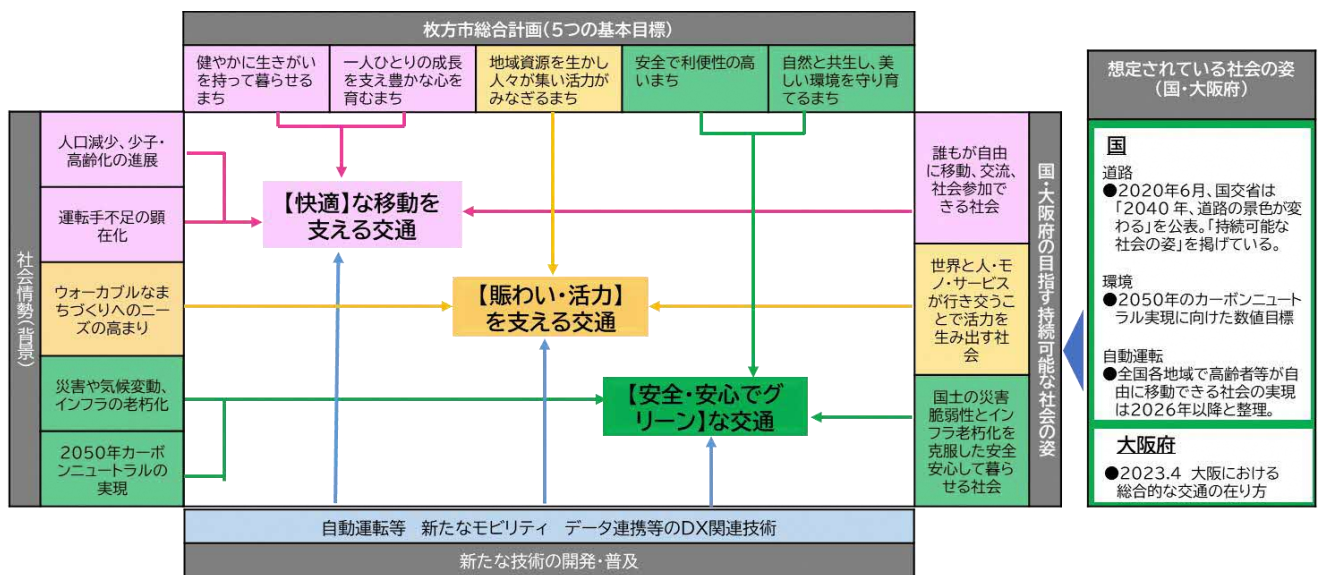 枚方市総合計画(5つの基本目標)
健やかに生きがい
を持って暮らせる
まち
一人ひとりの成長
を支え豊かな心を
育むまち
地域資源を生かし
人々が集い活力が
みなぎるまち
安全で利便性の高
いまち
自然と共生し、美
しい環境を守り育
てるまち
社会情勢(背景)
人口減少、少子・
高齢化の進展
運転手不足の顕
在化
ウォーカブルなま
ちづくりへのニー
ズの高まり
災害や気候変動、
インフラの老朽化
2050年カーボ
ンニュートラルの
実現
【快適】な移動を
支える交通
【賑わい・活力】
を支える交通
【安全・安心でグ
リーン】な交通
誰もが自由
に移動、交流、
社会参加で
きる社会
世界と人・モ
ノ・サービス
が行き交うこ
とで活力を
生み出す社
会
国土の災害
脆弱性とイン
フラ老朽化を
克服した安全
安心して暮ら
せる社会
国・大阪府の目指す持続可能な社会の姿
自動運転等　新たなモビリティ　データ連携等のDX関連技術
新たな技術の開発・普及
想定されている社会の姿
(国・大阪府)
国
道路
●2020年6月、国交省は
「2040年、道路の景色が変
わる」を公表。「持続可能な
社会の姿」を掲げている。
環境
●2050年のカーボンニュート
ラル実現に向けた数値目標
自動運転
●全国各地域で高齢者等が自
由に移動できる社会の実現
は2026年以降と整理。
大阪府
●2023.4 大阪における
総合的な交通の在り方